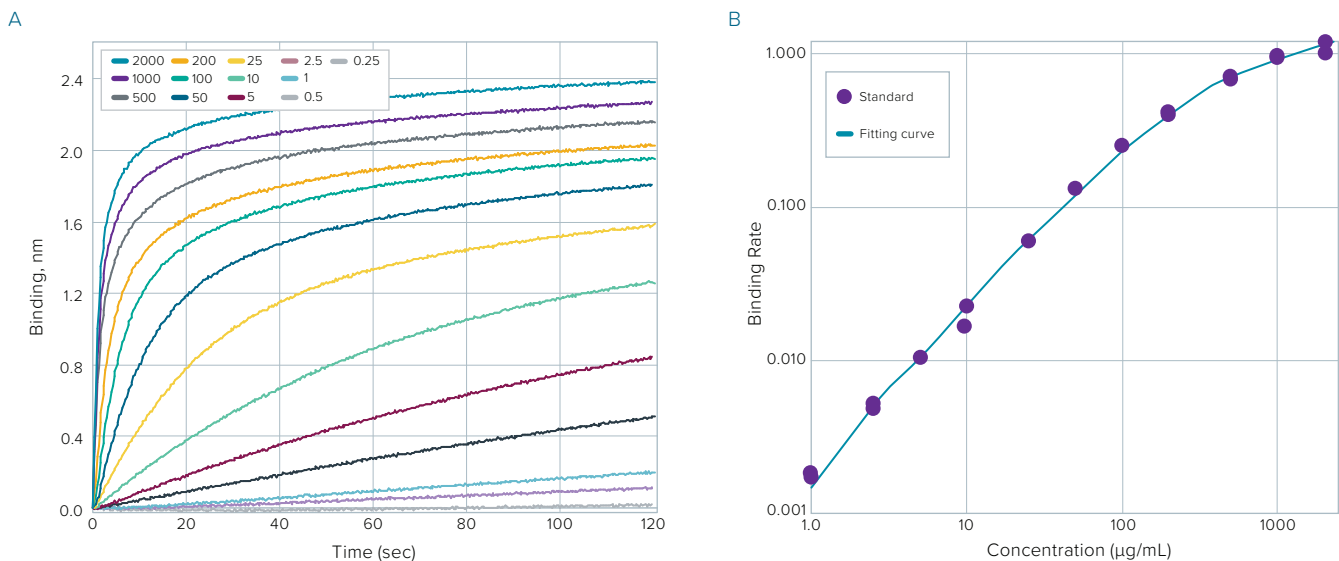 A
2000 200 25 2.5 0.25
1000 100 10 1
500 50 5 0.5
2.4
2.0
1.6
1.2
0.8
0.4
0.0
0 20 40 60 80 100 120
Binding, nm
Time (sec)
B
Standard
Fitting curve
1.000
0.100
0.010
0.001
1.0 10 100 1000
Binding Rate
Concentration (µg/mL)